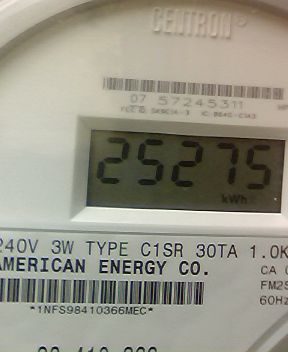 CENTRON®
07 57245311
25275
kWh
240V 3W TYPE C1SR 30TA 1.0K
AMERICAN ENERGY CO.
CA
FM2S
60Hz
*1NFS98410366MEC*